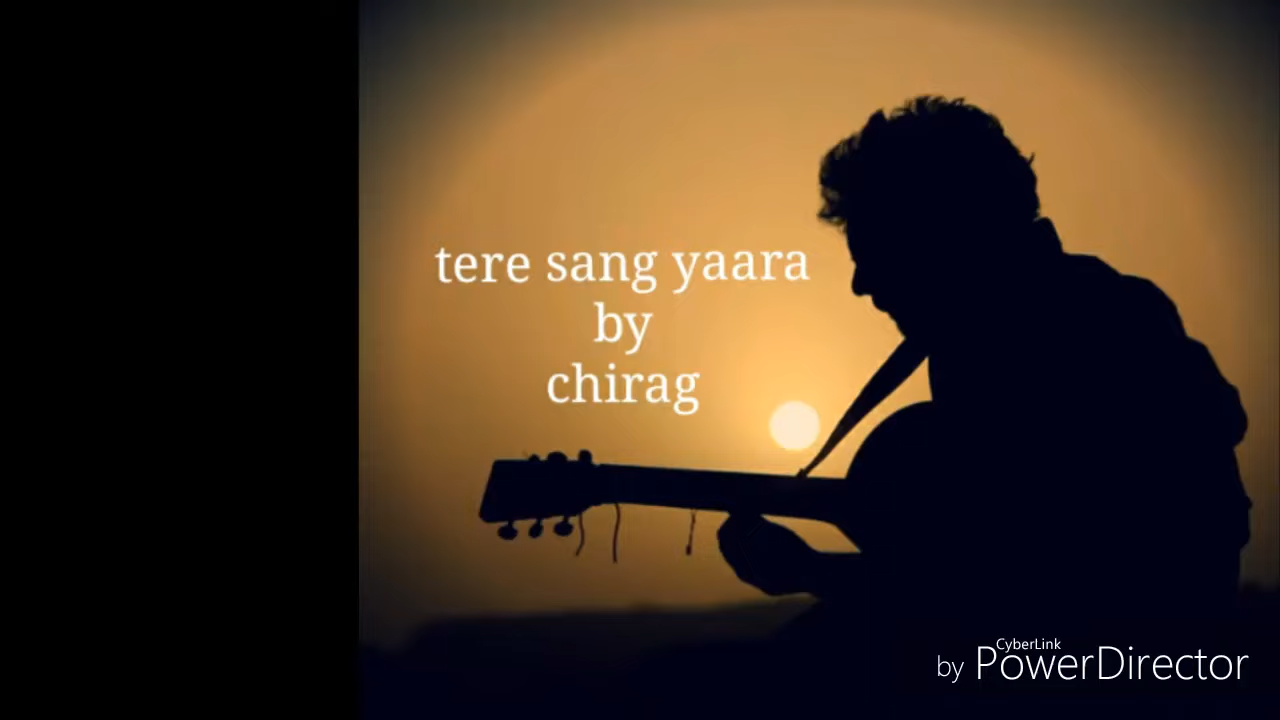 tere sang yaara
by
chirag
CyberLink
by PowerDirector